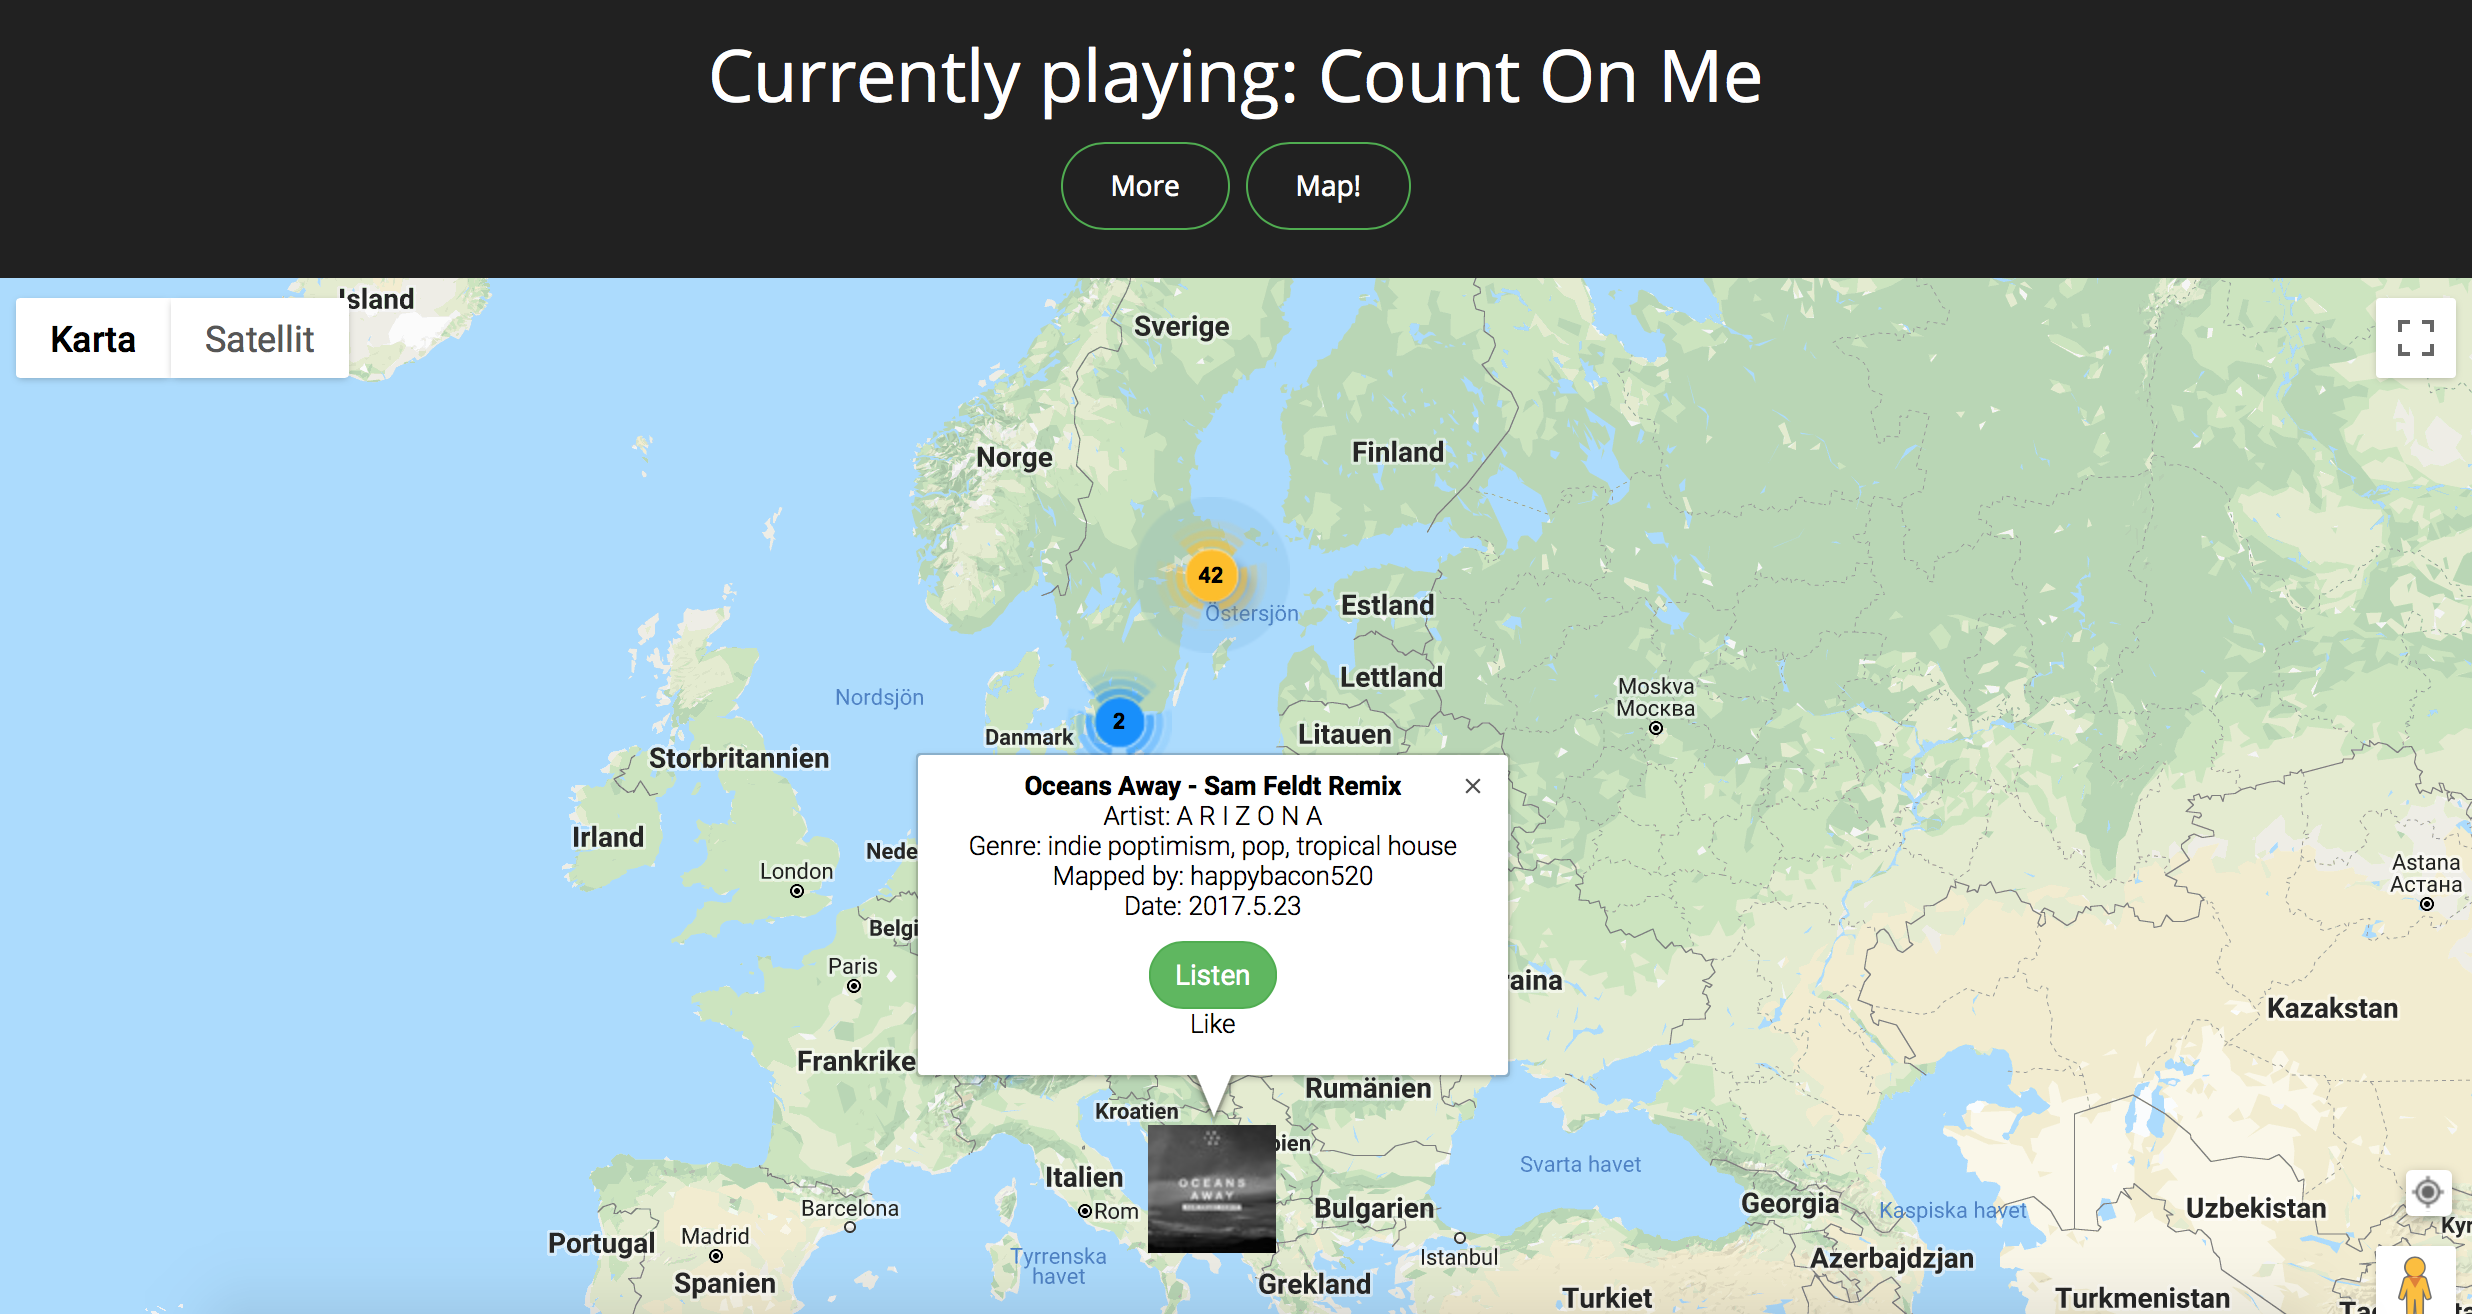 Currently playing: Count On Me
More
Map!
Island
Karta
Satellit
Sverige
Norge
Finland
42
Östersjön
Estland
Lettland
Nordsjön
2
Moskva
Москва
Danmark
Litauen
Storbritannien
Irland
London
Nede
Belgi
Paris
Frankrike
Oceans Away - Sam Feldt Remix
Artist: A R I Z O N A
Genre: indie poptimism, pop, tropical house
Mapped by: happybacon520
Date: 2017.5.23
Listen
Like
raina
Astana
Астана
Kazakstan
Rumänien
Kroatien
bien
Italien
Rom
OCEANS
AWAY
Bulgarien
Svarta havet
Georgia
Kaspiska havet
Uzbekistan
Kyr
Barcelona
Portugal
Madrid
Spanien
Tyrrenska
havet
Istanbul
Grekland
Azerbajdzjan
Turkiet
Turkmenistan